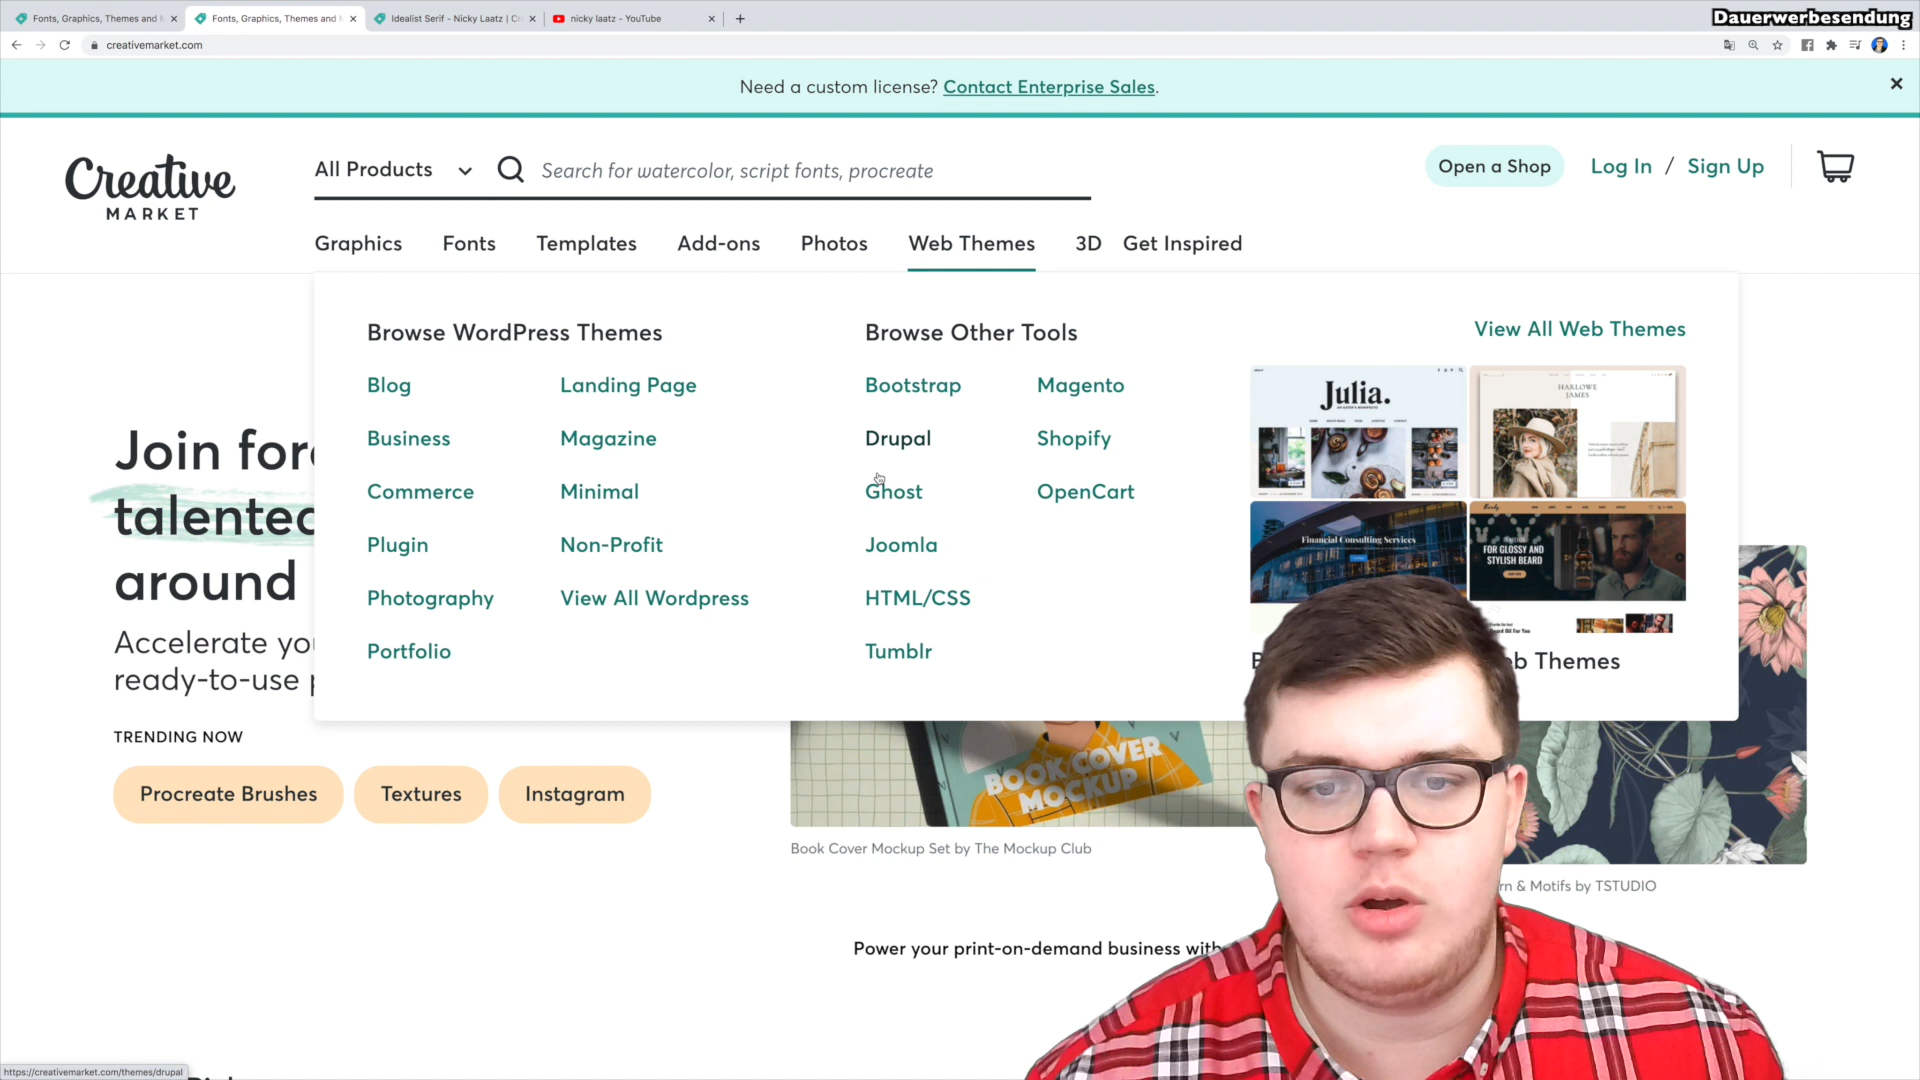 Fonts, Graphics, Themes and
Fonts, Graphics, Themes and
Idealist Serif - Nicky Laatz | Cr
nicky laatz - YouTube
Dauerwerbesendung
creativemarket.com
Need a custom license? Contact Enterprise Sales.
Creative
MARKET
All Products
Search for watercolor, script fonts, procreate
Open a Shop
Log In / Sign Up
Graphics
Fonts
Templates
Add-ons
Photos
Web Themes
3D
Get Inspired
Browse WordPress Themes
Blog
Business
Commerce
Plugin
Photography
Portfolio
Landing Page
Magazine
Minimal
Non-Profit
View All Wordpress
Browse Other Tools
Bootstrap
Drupal
Ghost
Joomla
HTML/CSS
Tumblr
Magento
Shopify
OpenCart
View All Web Themes
Julia.
HARLOWE
JAMES
Financial Consulting Services
FOR GLOSSY AND
STYLISH BEARD
Themes
Join
talented
around
Accelerate
ready-to-use
TRENDING NOW
Procreate Brushes
Textures
Instagram
BOOK COVER
MOCKUP
Book Cover Mockup Set by The Mockup Club
& Motifs by TSTUDIO
Power your print-on-demand business with
https://creativemarket.com/themes/drupal